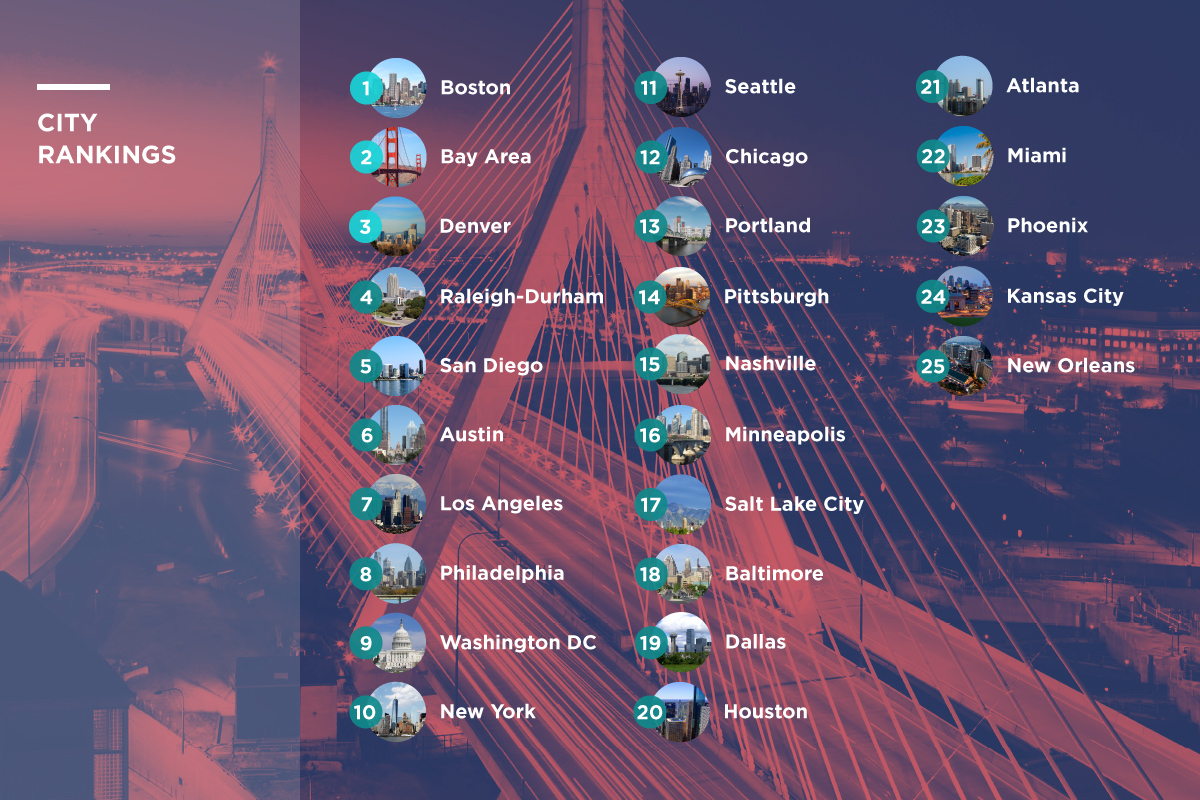 CITY
RANKINGS
1 Boston
2 Bay Area
3 Denver
4 Raleigh-Durham
5 San Diego
6 Austin
7 Los Angeles
8 Philadelphia
9 Washington DC
10 New York
11 Seattle
12 Chicago
13 Portland
14 Pittsburgh
15 Nashville
16 Minneapolis
17 Salt Lake City
18 Baltimore
19 Dallas
20 Houston
21 Atlanta
22 Miami
23 Phoenix
24 Kansas City
25 New Orleans